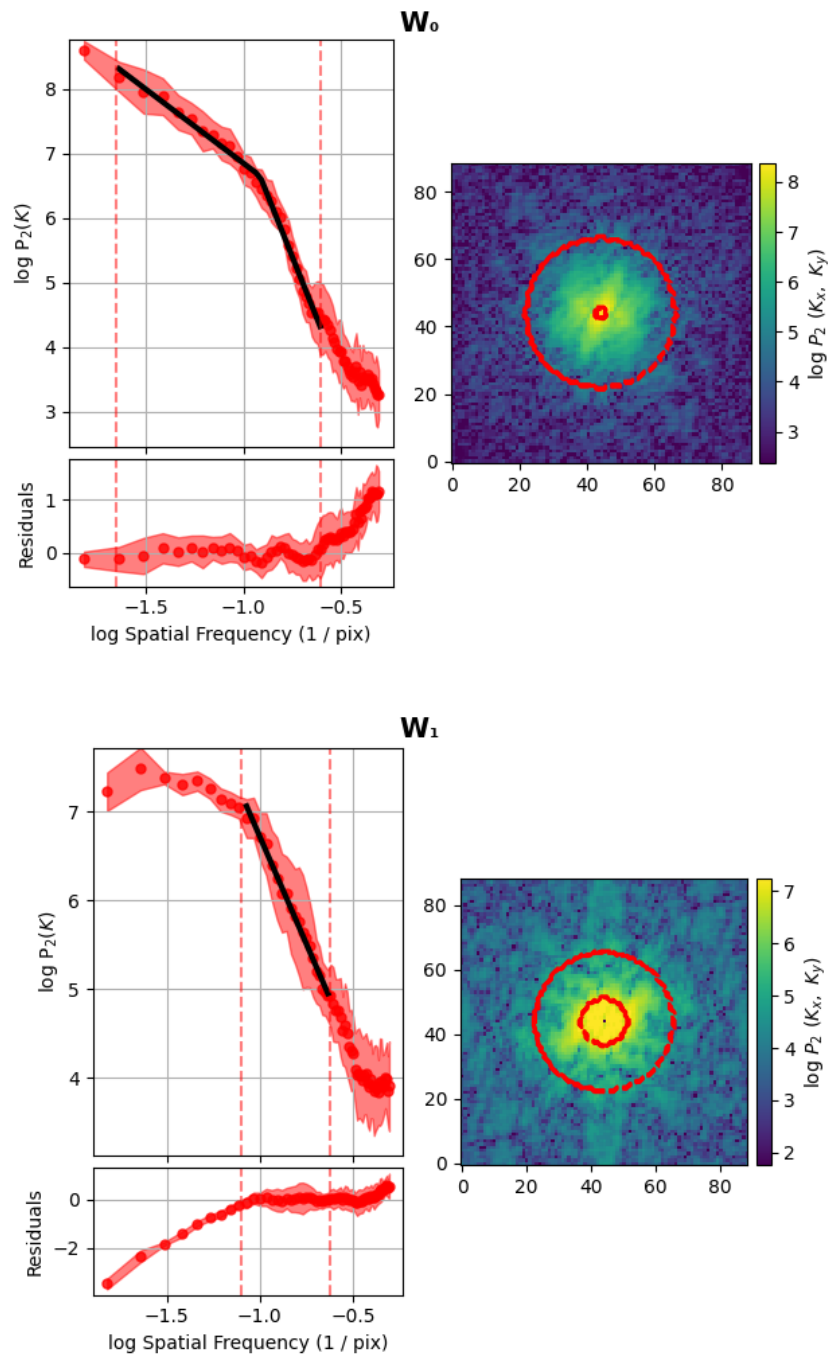 W₀
8
7
6
5
4
3
log P₂(K)
1
0
Residuals
−1.5 −1.0 −0.5
log Spatial Frequency (1 / pix)
80
60
40
20
0
0 20 40 60 80
8
7
6
5
4
3
log P₂ (Kₓ, Kᵧ)
W₁
7
6
5
4
log P₂(K)
0
−2
Residuals
−1.5 −1.0 −0.5
log Spatial Frequency (1 / pix)
80
60
40
20
0
0 20 40 60 80
7
6
5
4
3
2
log P₂ (Kₓ, Kᵧ)